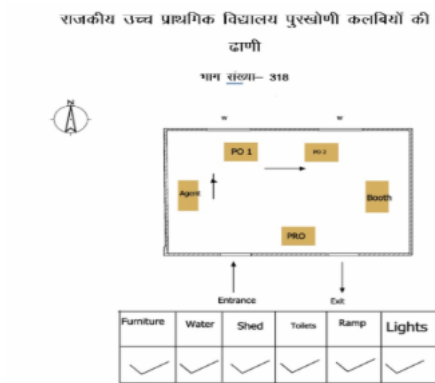 राजकीय उच्च प्राथमिक विद्यालय पुरखोणी कलबियों की
ढाणी
भाग संख्या– 318
N
W W
PO 1 PO 2
Agent Booth
PRO
Entrance Exit
Furniture Water Shed Toilets Ramp Lights